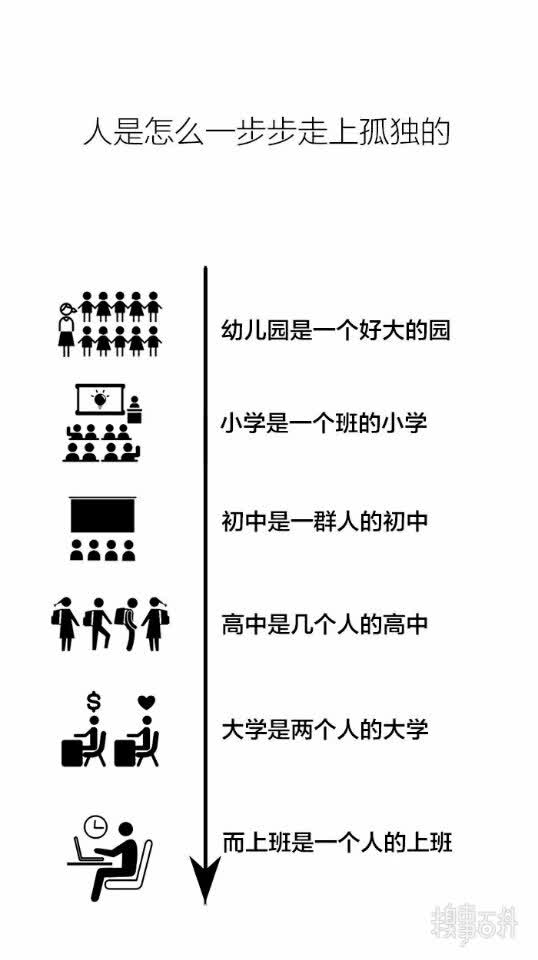 人是怎么一步步走上孤独的
幼儿园是一个好大的园
小学是一个班的小学
初中是一群人的初中
高中是几个人的高中
$
大学是两个人的大学
而上班是一个人的上班
糗事百科